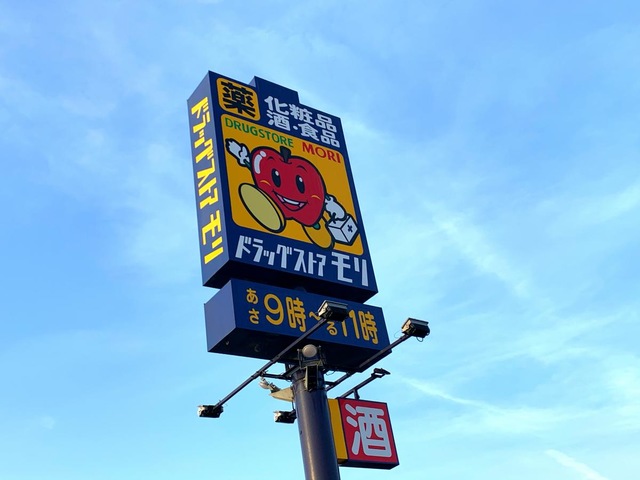 薬
化粧品
酒・食品
DRUGSTORE MORI
ドラッグストア モリ
ドラッグストア モリ
あさ9時～る11時
酒